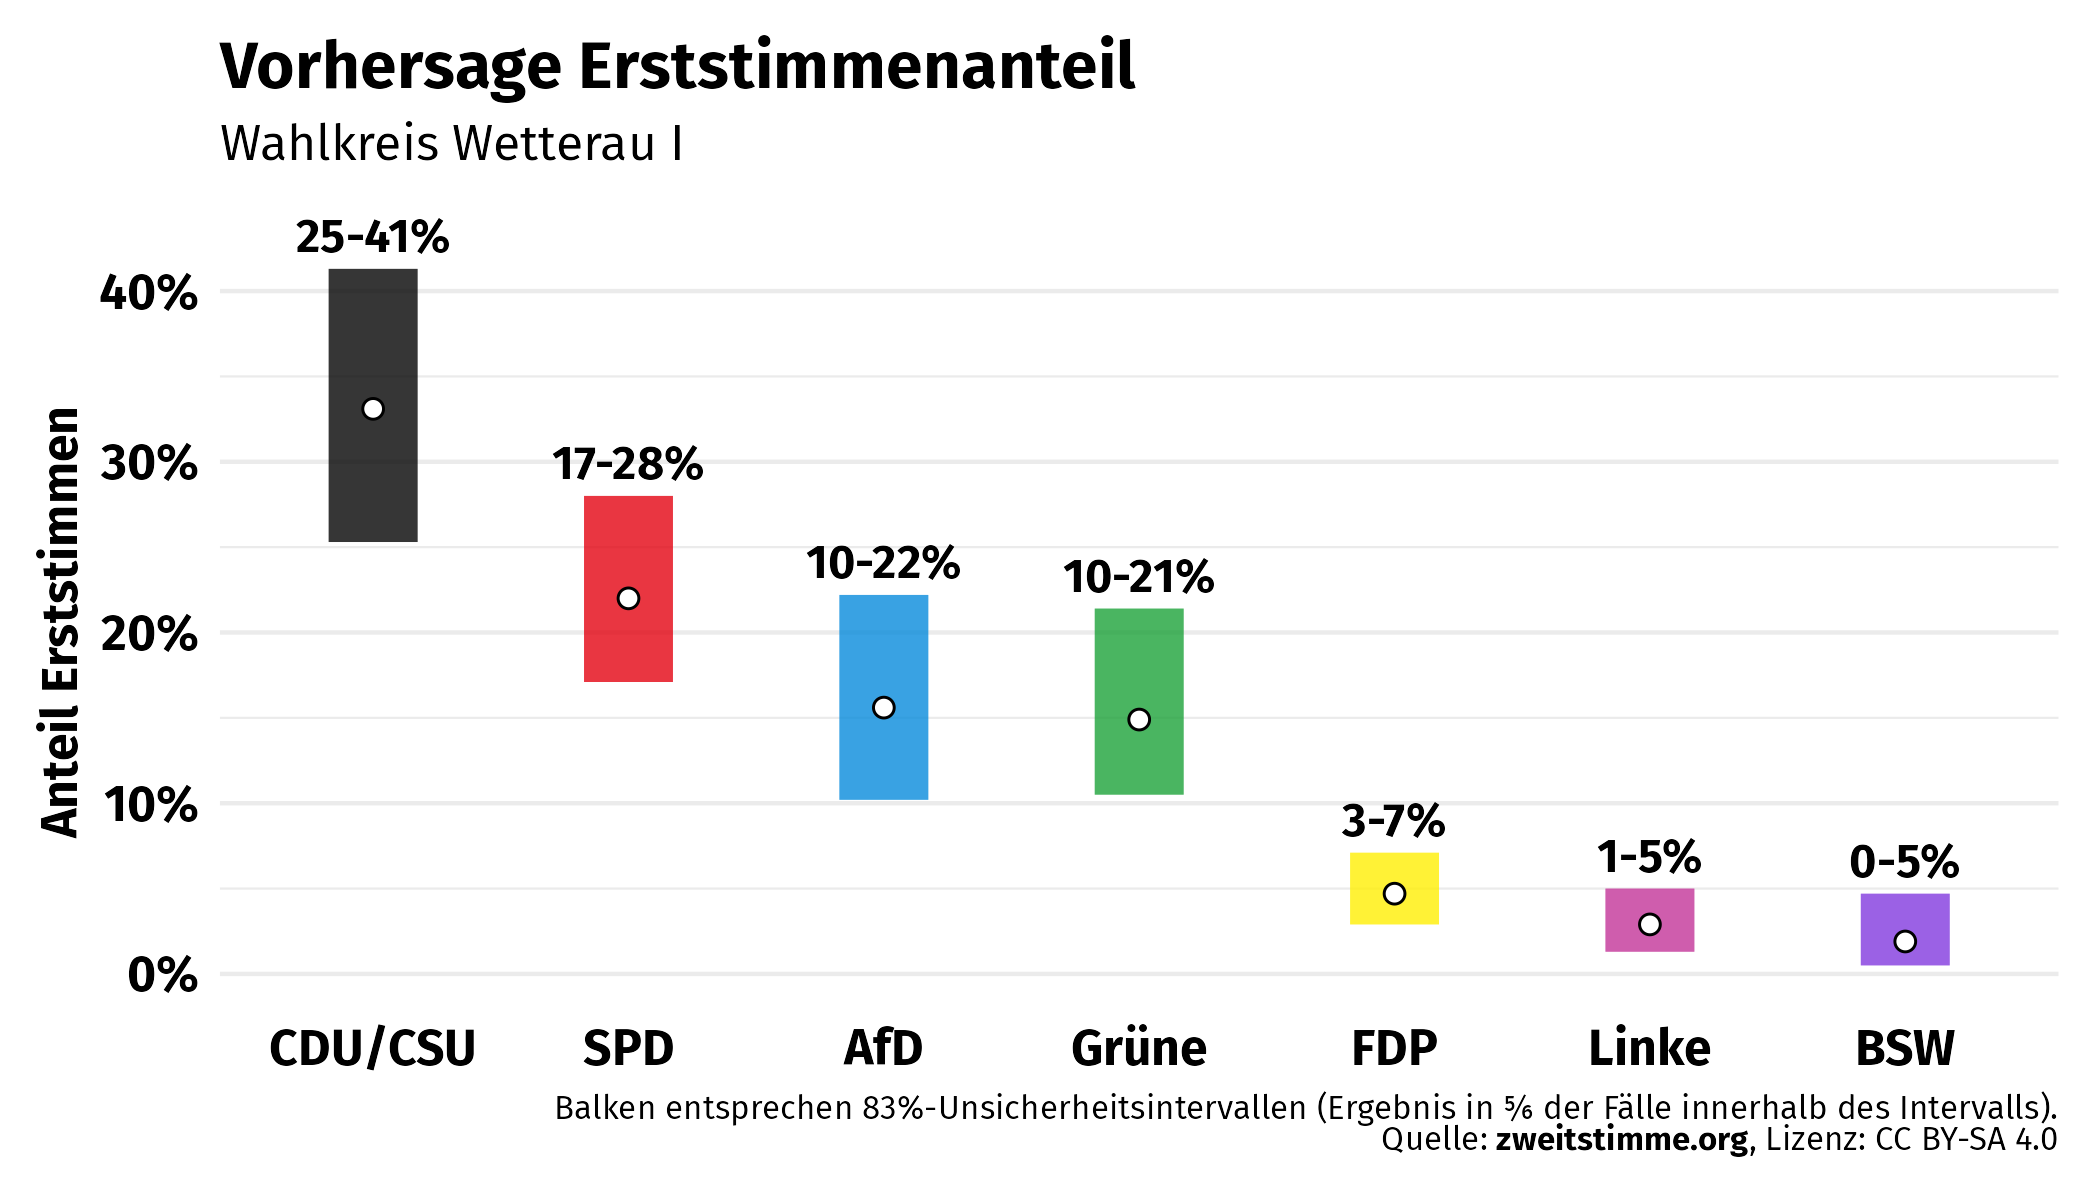 Vorhersage Erststimmenanteil
Wahlkreis Wetterau I
25-41%
40%
17-28%
30%
10-22%
10-21%
20%
10%
3-7%
1-5%
0-5%
0%
Anteil Erststimmen
CDU/CSU SPD AfD Grüne FDP Linke BSW
Balken entsprechen 83%-Unsicherheitsintervallen (Ergebnis in ⅚ der Fälle innerhalb des Intervalls).
Quelle: zweitstimme.org, Lizenz: CC BY-SA 4.0